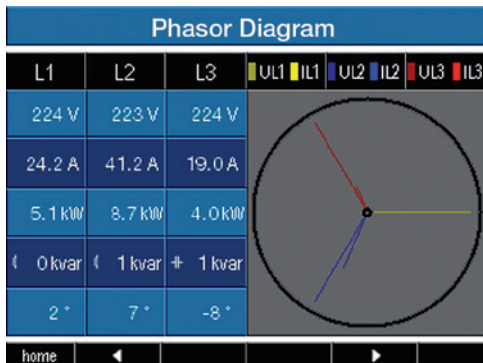 Phasor Diagram
L1 L2 L3 UL1 IL1 UL2 IL2 UL3 IL3
224 V 223 V 224 V
24.2 A 41.2 A 19.0 A
5.1 kW 8.7 kW 4.0 kW
0 kvar 1 kvar 1 kvar
2 ° 7 ° -8 °
home